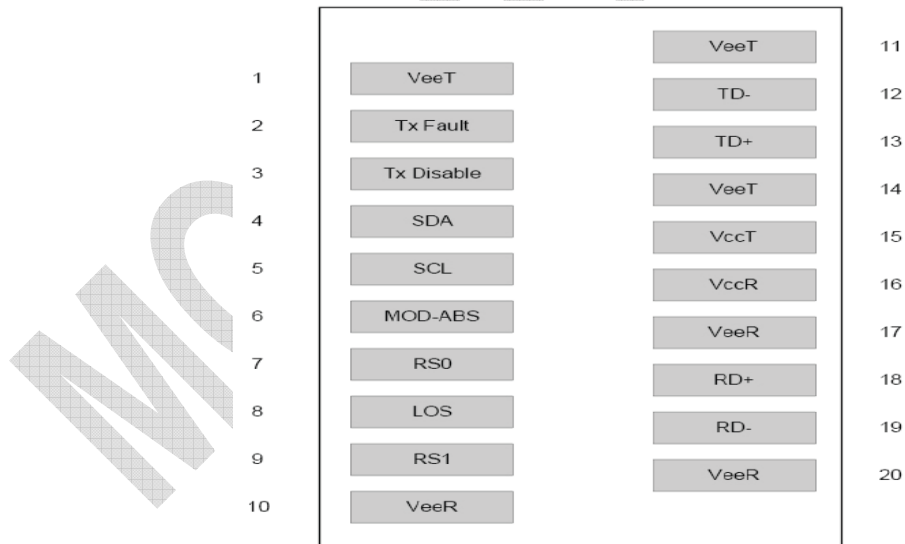 VeeT 11
1 VeeT
TD- 12
2 Tx Fault
TD+ 13
3 Tx Disable
VeeT 14
4 SDA
VccT 15
5 SCL
VccR 16
6 MOD-ABS
VeeR 17
7 RS0
RD+ 18
8 LOS
RD- 19
9 RS1
VeeR 20
10 VeeR